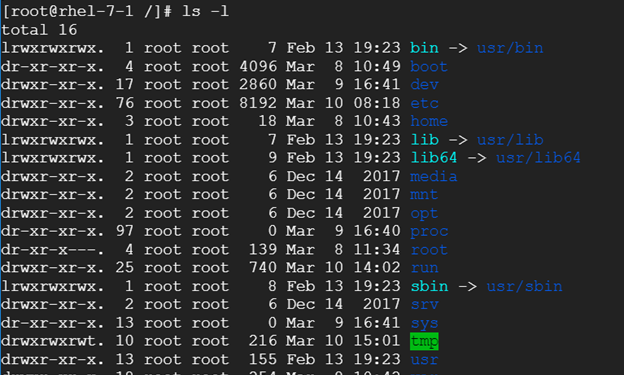 [root@rhel-7-1 /]# ls -l
total 16
lrwxrwxrwx.  1 root root    7 Feb 13 19:23 bin -> usr/bin
dr-xr-xr-x.  4 root root 4096 Mar  8 10:49 boot
drwxr-xr-x. 17 root root 2860 Mar  9 16:41 dev
drwxr-xr-x. 76 root root 8192 Mar 10 08:18 etc
drwxr-xr-x.  3 root root   18 Mar  8 10:43 home
lrwxrwxrwx.  1 root root    7 Feb 13 19:23 lib -> usr/lib
lrwxrwxrwx.  1 root root    9 Feb 13 19:23 lib64 -> usr/lib64
drwxr-xr-x.  2 root root    6 Dec 14  2017 media
drwxr-xr-x.  2 root root    6 Dec 14  2017 mnt
drwxr-xr-x.  2 root root    6 Dec 14  2017 opt
dr-xr-xr-x. 97 root root    0 Mar  9 16:40 proc
dr-xr-x---.  4 root root  139 Mar  8 11:34 root
drwxr-xr-x. 25 root root  740 Mar 10 14:02 run
lrwxrwxrwx.  1 root root    8 Feb 13 19:23 sbin -> usr/sbin
drwxr-xr-x.  2 root root    6 Dec 14  2017 srv
dr-xr-xr-x. 13 root root    0 Mar  9 16:41 sys
drwxrwxrwt. 10 root root  216 Mar 10 15:01 tmp
drwxr-xr-x. 13 root root  155 Feb 13 19:23 usr